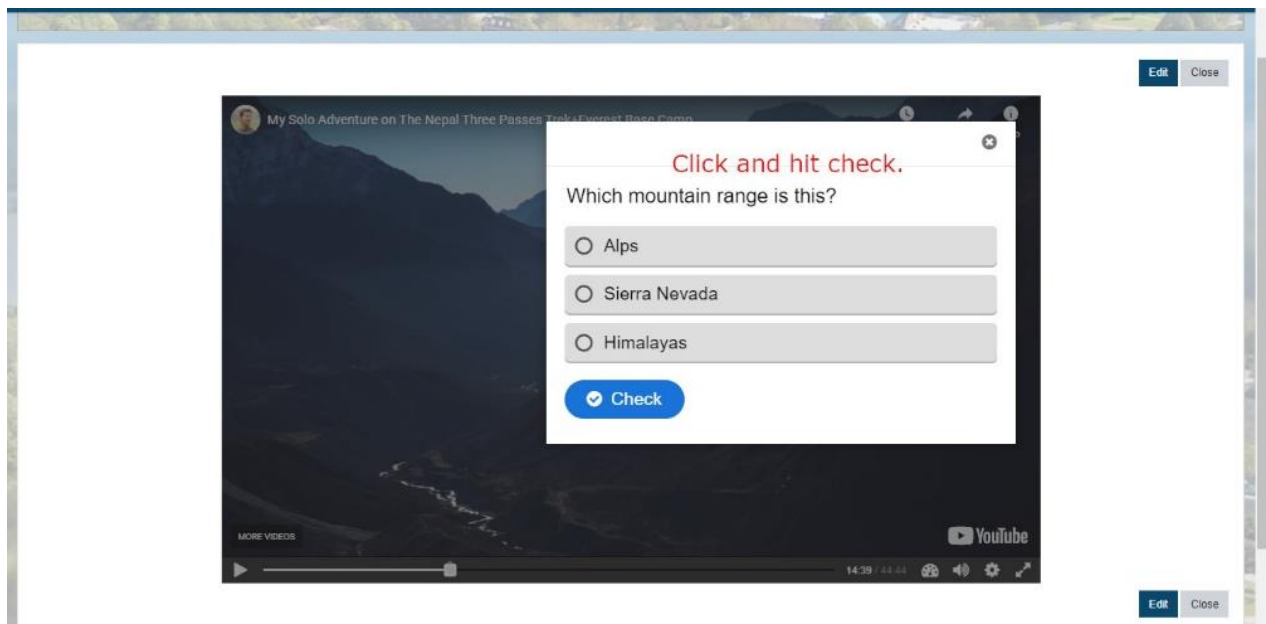 Edit Close
My Solo Adventure on The Nepal Three Passes Trek+Everest Base Camp
Click and hit check.
Which mountain range is this?
Alps
Sierra Nevada
Himalayas
Check
MORE VIDEOS
YouTube
14:39 / 44:44
Edit Close